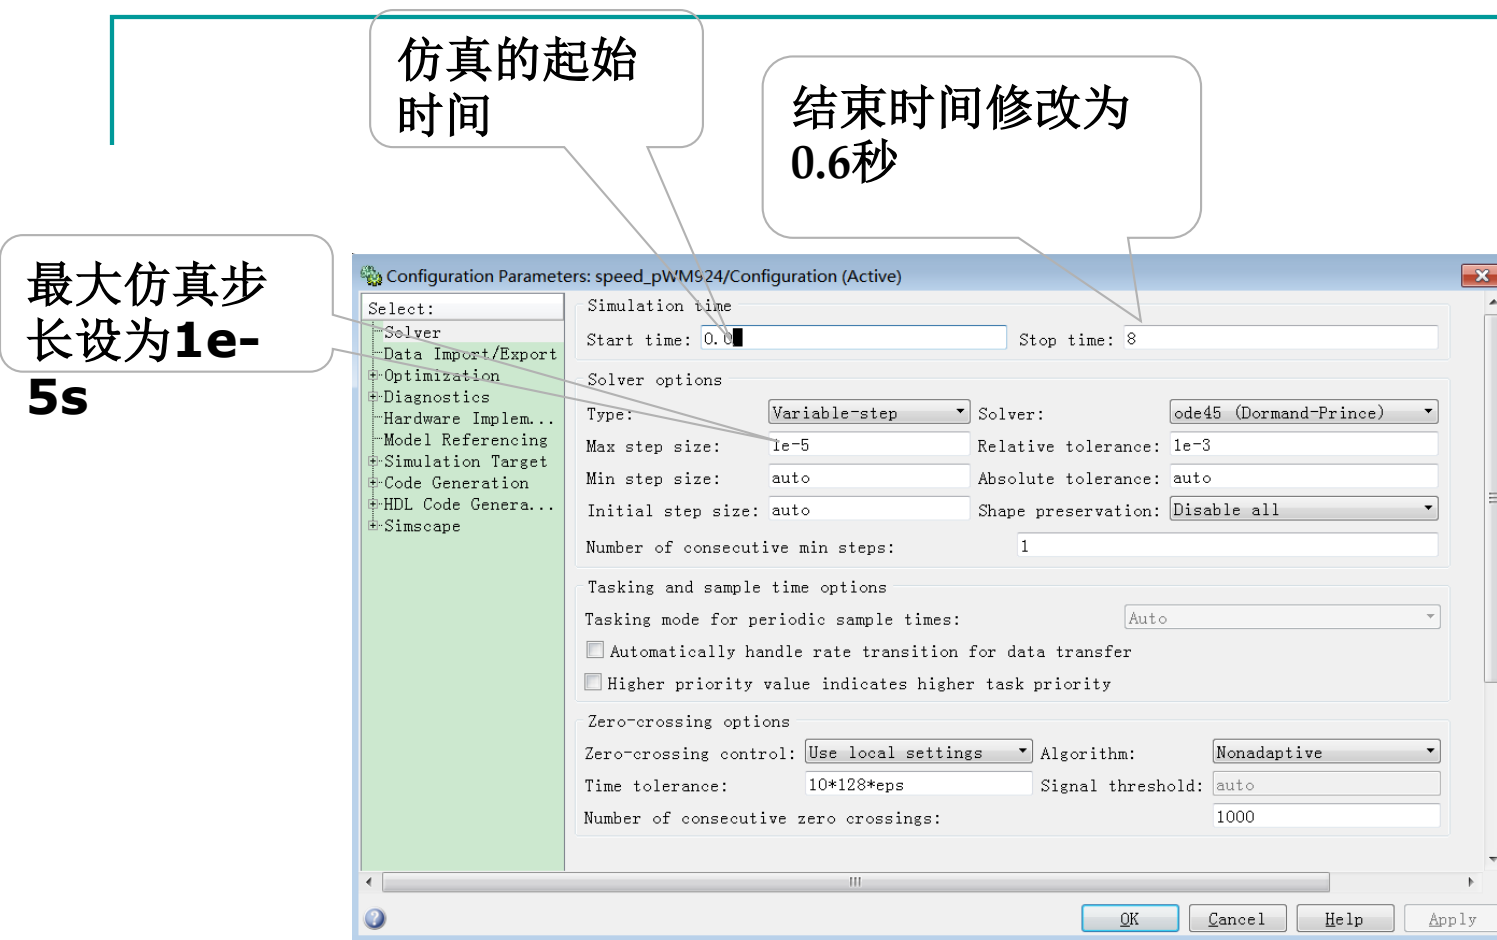 仿真的起始
时间
结束时间修改为
0.6秒
最大仿真步
长设为1e-
5s
Configuration Parameters: speed_pWM924/Configuration (Active)
Select:
Solver
Data Import/Export
Optimization
Diagnostics
Hardware Implem...
Model Referencing
Simulation Target
Code Generation
HDL Code Genera...
Simscape
Simulation time
Start time: 0.0 Stop time: 8
Solver options
Type: Variable-step Solver: ode45 (Dormand-Prince)
Max step size: 1e-5 Relative tolerance: 1e-3
Min step size: auto Absolute tolerance: auto
Initial step size: auto Shape preservation: Disable all
Number of consecutive min steps: 1
Tasking and sample time options
Tasking mode for periodic sample times: Auto
Automatically handle rate transition for data transfer
Higher priority value indicates higher task priority
Zero-crossing options
Zero-crossing control: Use local settings Algorithm: Nonadaptive
Time tolerance: 10*128*eps Signal threshold: auto
Number of consecutive zero crossings: 1000
OK Cancel Help Apply